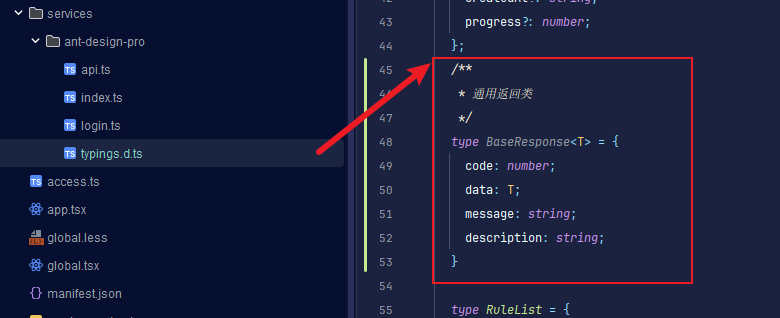 services
ant-design-pro
TS api.ts
TS index.ts
TS login.ts
TS typings.d.ts
TS access.ts
app.tsx
global.less
global.tsx
{} manifest.json
43 progress?: number;
44 };
45 /**
* 通用返回类
47 */
48 type BaseResponse<T> = {
49 code: number;
50 data: T;
51 message: string;
52 description: string;
53 }
54
55 type RuleList = {